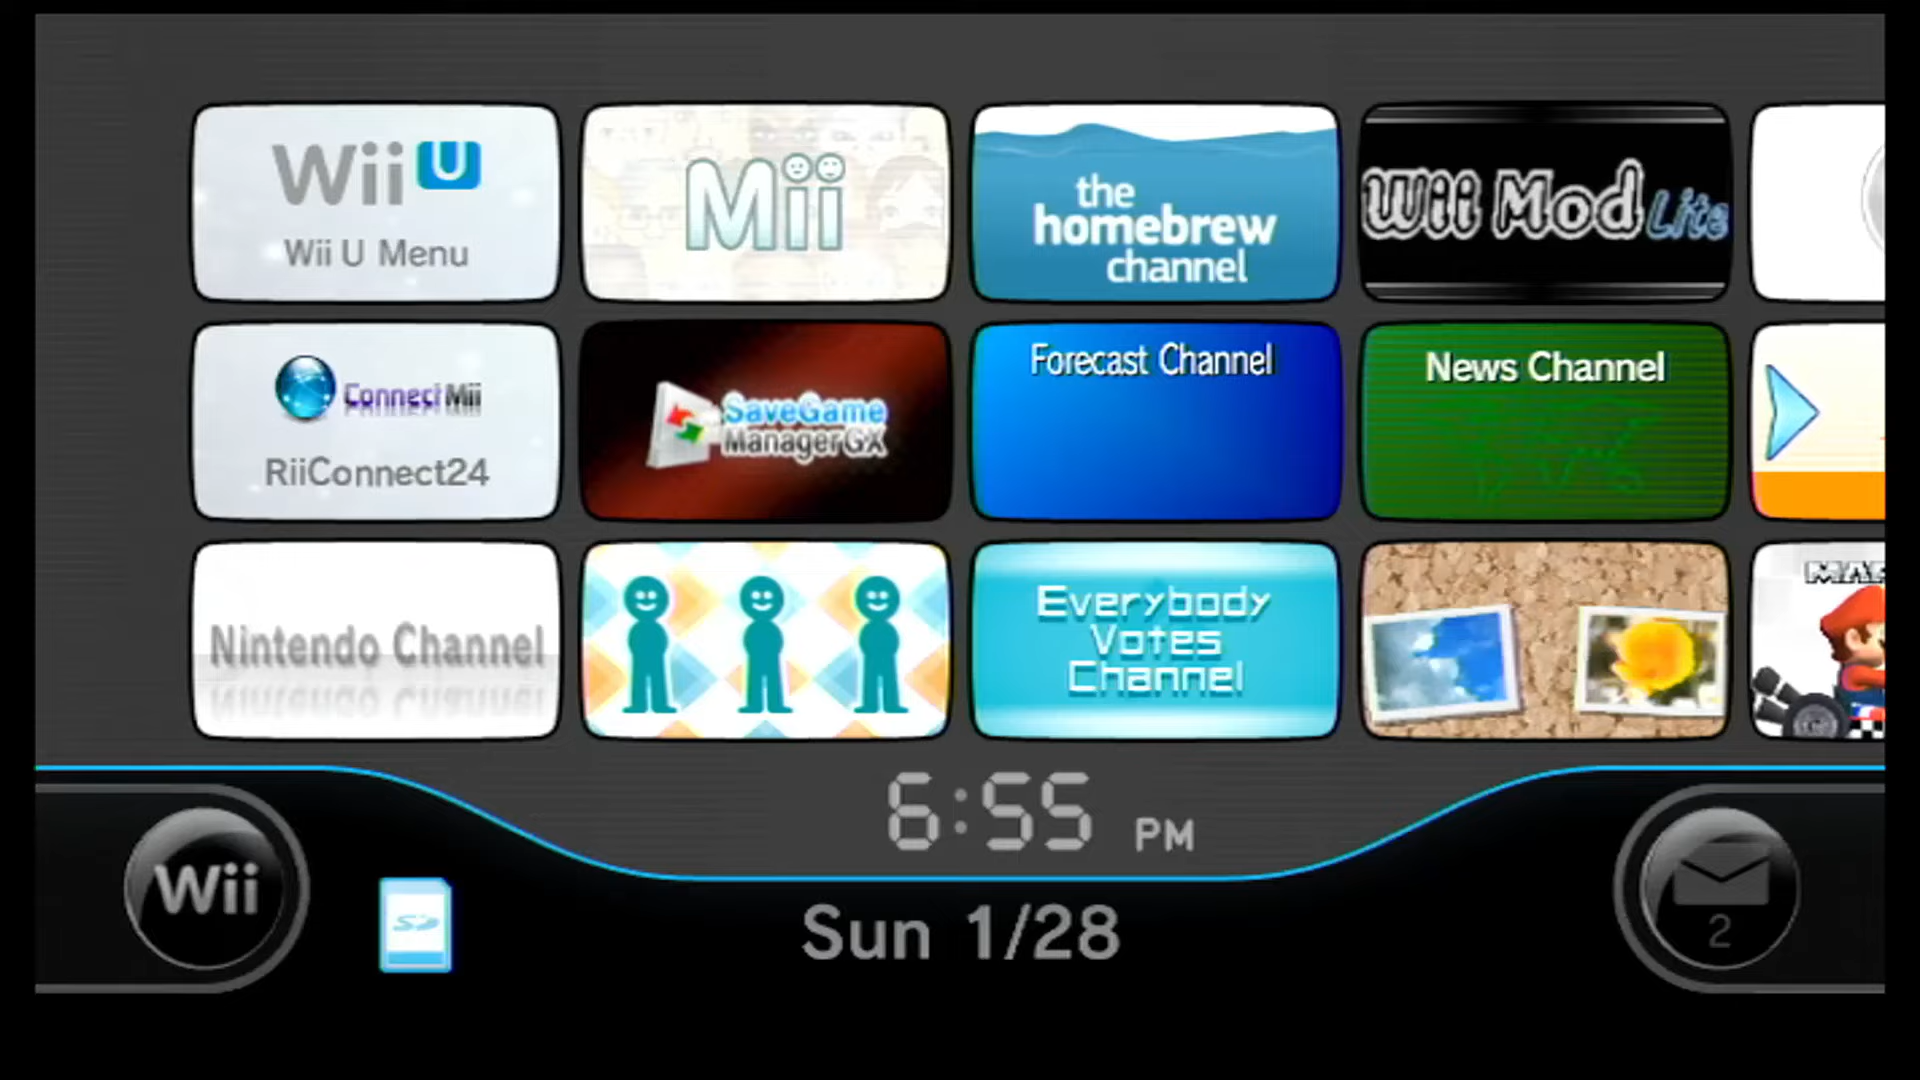 Wii U
Wii U Menu
Mii
the
homebrew
channel
Wii Mod Lite
ConnectMii
RiiConnect24
SaveGame
ManagerGX
Forecast Channel
News Channel
Nintendo Channel
Everybody
Votes
Channel
6:55 PM
Wii
SD
Sun 1/28
2